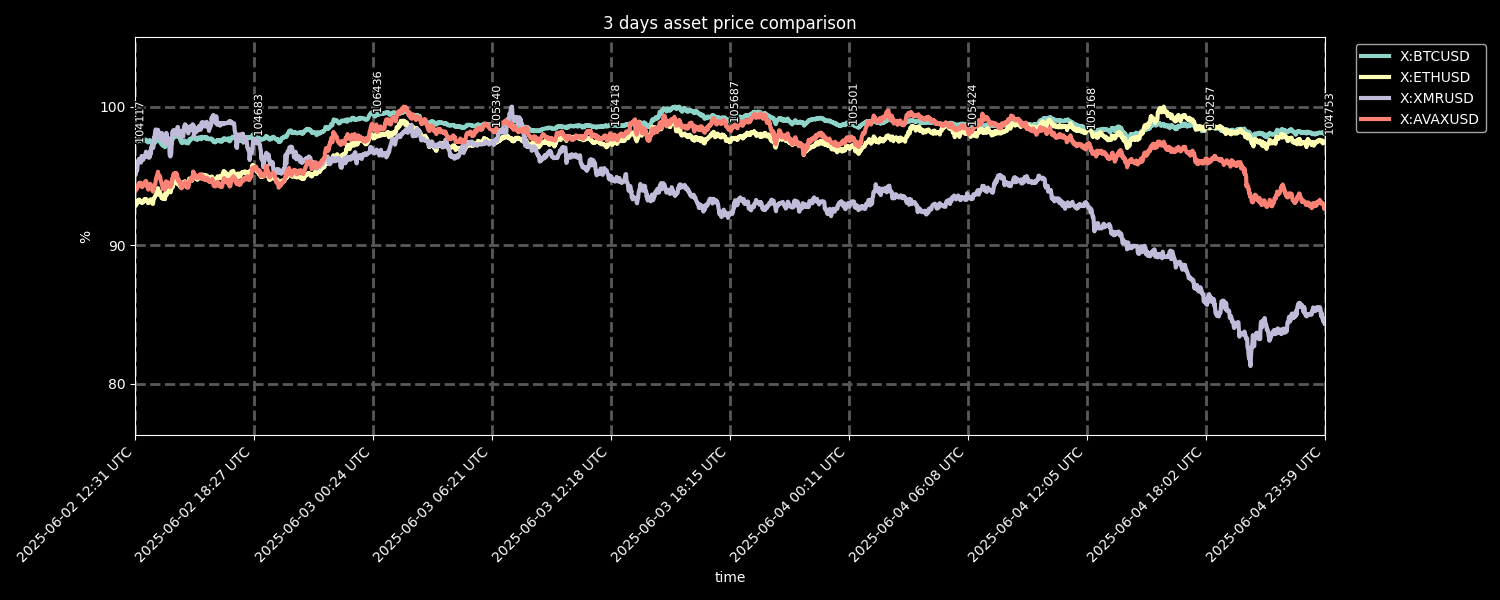 3 days asset price comparison
X:BTCUSD
X:ETHUSD
X:XMRUSD
X:AVAXUSD
%
100
90
80
104117
104683
106436
105340
105418
105687
105501
105424
105168
105257
104753
2025-06-02 12:31 UTC
2025-06-02 18:27 UTC
2025-06-03 00:24 UTC
2025-06-03 06:21 UTC
2025-06-03 12:18 UTC
2025-06-03 18:15 UTC
2025-06-04 00:11 UTC
2025-06-04 06:08 UTC
2025-06-04 12:05 UTC
2025-06-04 18:02 UTC
2025-06-04 23:59 UTC
time